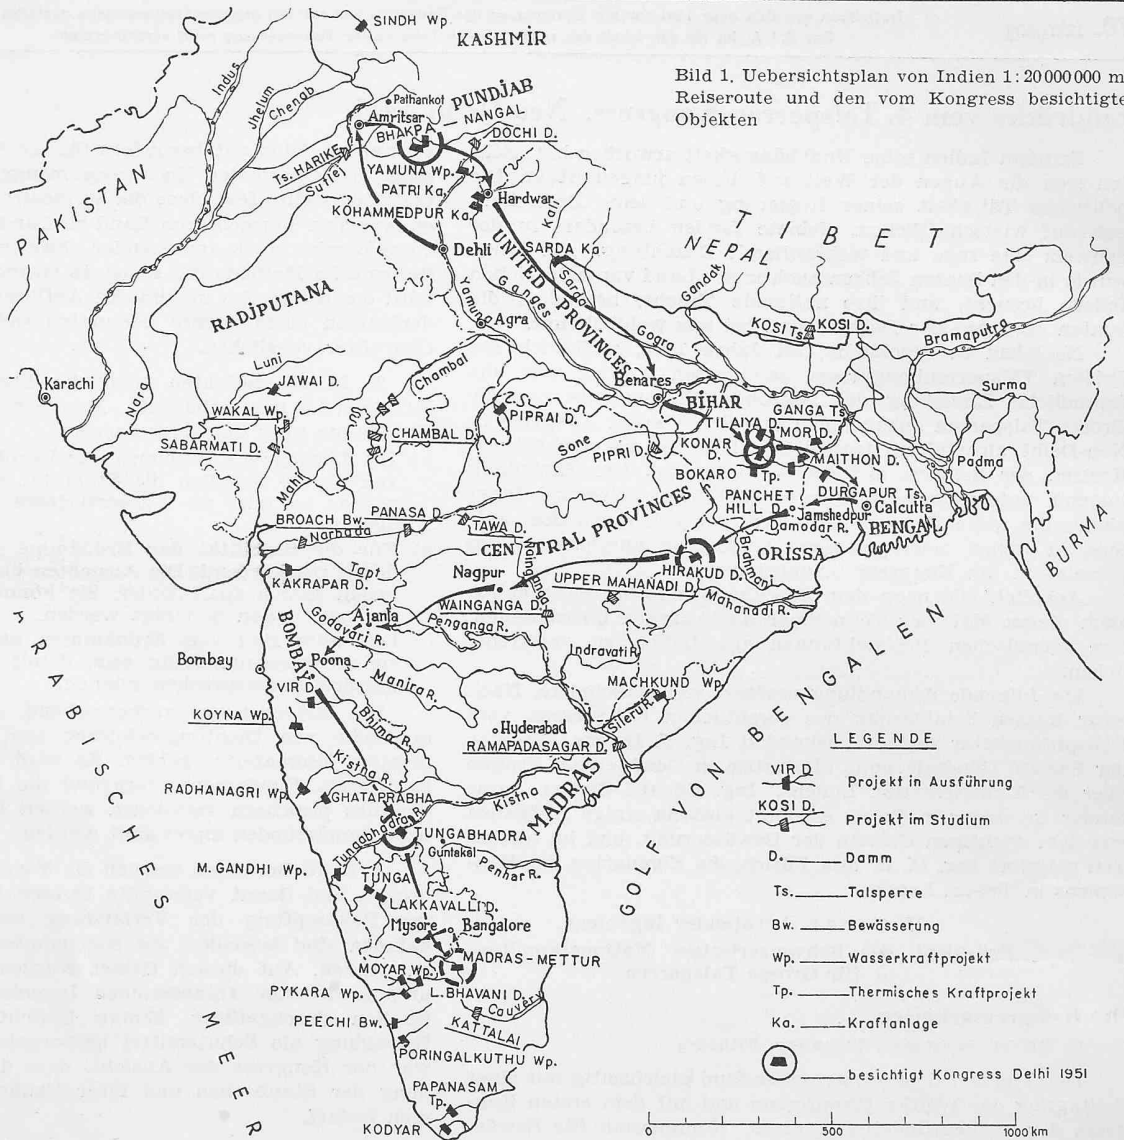 Bild 1. Uebersichtsplan von Indien 1:20000000 m
Reiseroute und den vom Kongress besichtigte
Objekten
SINDH Wp.
KASHMIR
Indus
Jhelum
Chenab
Pathankot
PUNDJAB
Amritsar
NANGAL
BHAKRA
DOCHI D.
Ts. HARIKE
Sutlej
YAMUNA Wp.
PATRI Ka.
Hardwar
KOHAMMEDPUR Ka.
PAKISTAN
TIBET
Dehli
Kari
SARDA Ka.
NEPAL
UNITED PROVINCES
Ganges
Sarda
Gandak
RADJPUTANA
Yamuna
KOSI Ts.
KOSI D.
Agra
Gogra
Bramaputra
Luni
Chambal
Karachi
Nara
JAWAI D.
Benares
BIHAR
Surma
WAKAL Wp.
PIPRAI D.
GANGA Ts.
TILAIYA D.
SABARMATI D.
CHAMBAL D.
Sone
KONAR
D.
MOR D.
PIPRI D.
MAITHON D.
Padma
BOKARO
Tp.
Mahi
PANCHET
HILL D.
DURGAPUR Ts.
PANASA D.
Calcutta
BROACH Bw.
TAWA D.
Jamshedpur
Damodar R.
BENGAL
Narbada
CENTRAL PROVINCES
ORISSA
BURMA
Brahmani
KAKRAPAR D.
Tapt
Nagpur
Wainganga
HIRAKUD D.
UPPER MAHANADI D.
Mahanadi R.
WAINGANGA D.
Godavári R.
Ajanta
Penganga R.
BOMBAY
Indravati R.
Bombay
Poona
MACHKUND Wp.
Manira R.
VIR D.
Sileru R.
KOYNA Wp.
Bhima R.
Hyderabad
RAMAPADASAGAR D.
ARABISCHES MEER
GOLF VON BENGALEN
Kistna R.
RADHANAGRI Wp.
GHATAPRABHA
Kistna
MADRAS
Tungabhadra R.
TUNGABHADRA
Guntakal
M. GANDHI Wp.
Penhar R.
TUNGA
LAKKAVALLI D.
Mysore
Bangalore
MADRAS-METTUR
MOYAR Wp.
PYKARA Wp.
L. BHAVANI D.
Cauvery
PEECHI Bw.
KATTALAI
PORINGALKUTHU Wp.
PAPANASAM
Tp.
KODYAR
LEGENDE
VIR D. Projekt in Ausführung
KOSI D. Projekt im Studium
D. Damm
Ts. Talsperre
Bw. Bewässerung
Wp. Wasserkraftprojekt
Tp. Thermisches Kraftprojekt
Ka. Kraftanlage
besichtigt Kongress Delhi 1951
0 500 1000 km